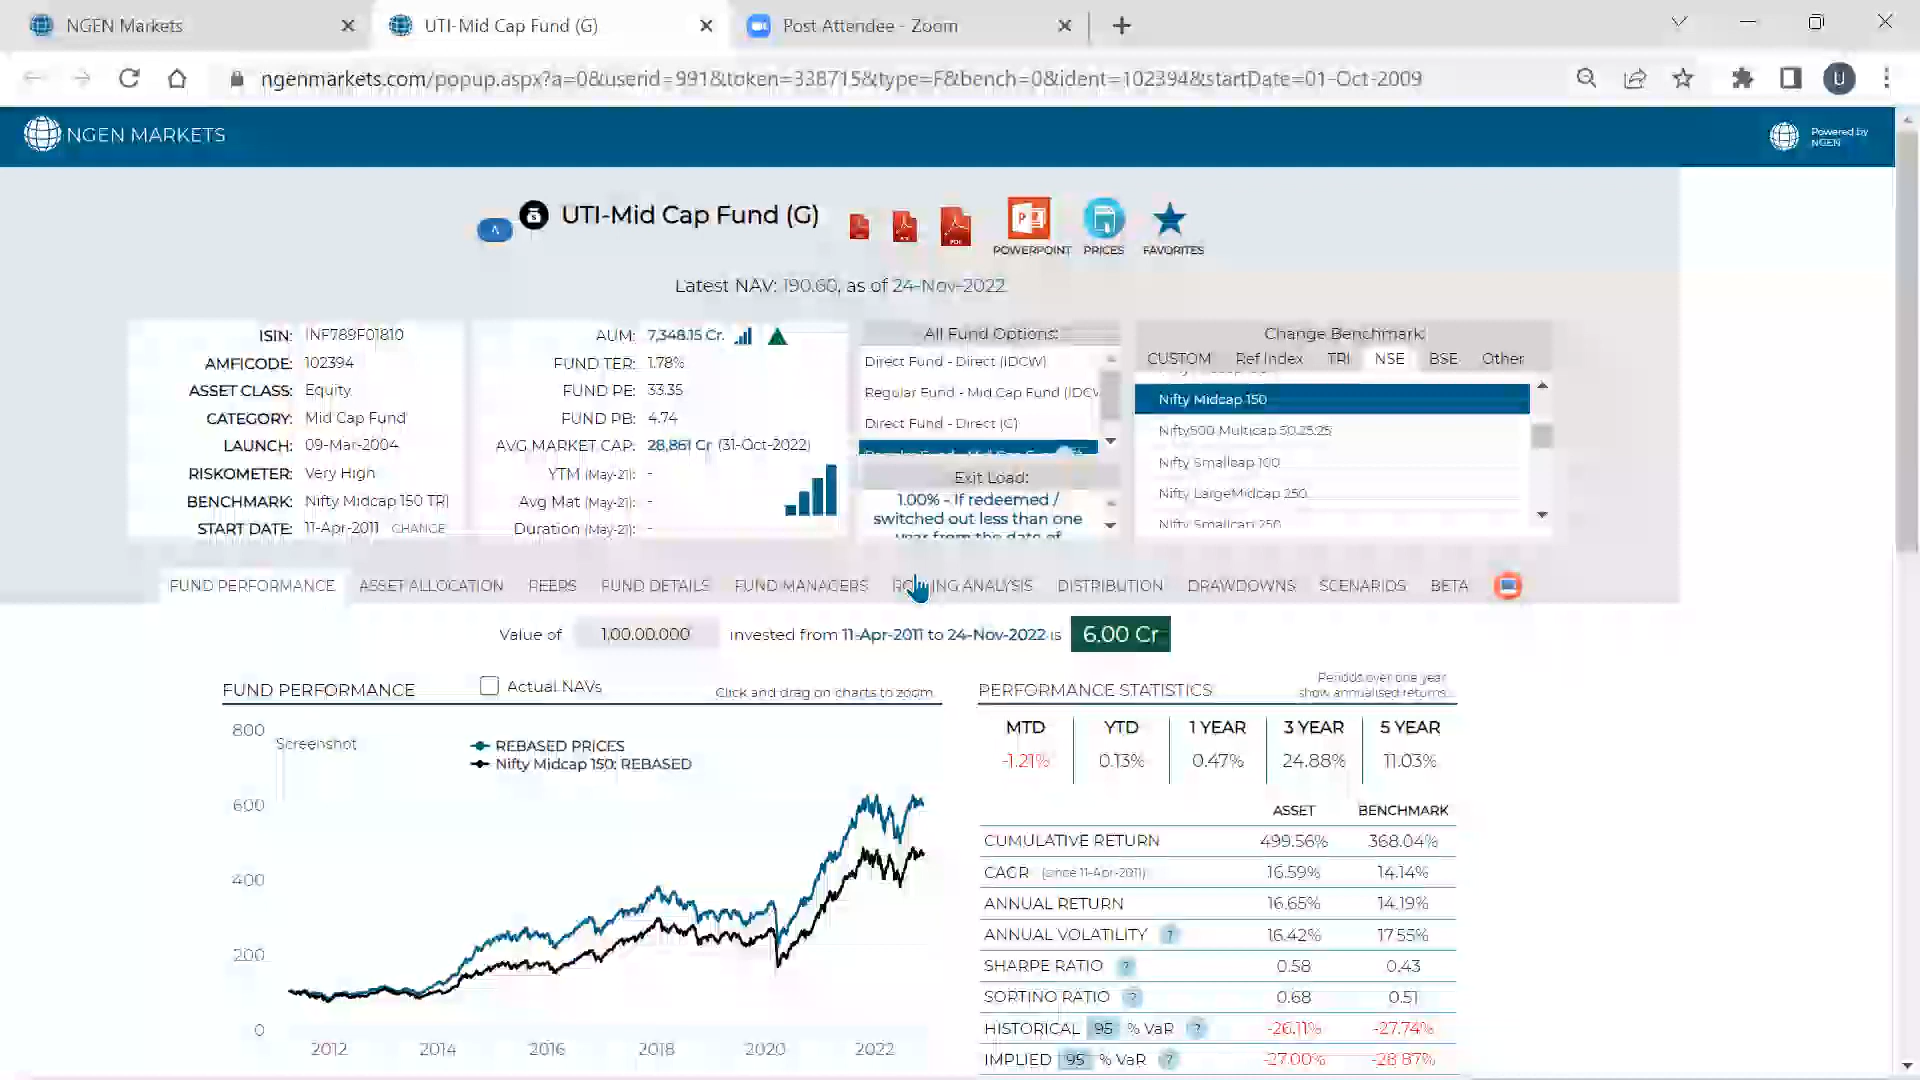 NGEN Markets
UTI-Mid Cap Fund (G)
Post Attendee - Zoom
ngenmarkets.com/popup.aspx?a=0&userid=991&token=338715&type=F&bench=0&ident=102394&startDate=01-Oct-2009
U
NGEN MARKETS
Powered by
NGEN
UTI-Mid Cap Fund (G)
POWERPOINT PRICES FAVORITES
Latest NAV: 190.60, as of 24-Nov-2022
ISIN: INF789F01810
AMFICODE: 102394
ASSET CLASS: Equity
CATEGORY: Mid Cap Fund
LAUNCH: 09-Mar-2004
RISKOMETER: Very High
BENCHMARK: Nifty Midcap 150 TRI
START DATE: 11-Apr-2011 CHANGE
AUM: 7,348.15 Cr.
FUND TER: 1.78%
FUND PE: 33.35
FUND PB: 4.74
AVG MARKET CAP: 28,861 Cr (31-Oct-2022)
YTM (May-21): -
Avg Mat (May-21): -
Duration (May-21): -
All Fund Options:
Direct Fund - Direct (IDCW)
Regular Fund - Mid Cap Fund (IDCW
Direct Fund - Direct (G)
Exit Load:
1.00% - If redeemed /
switched out less than one
year from the date of
Change Benchmark:
CUSTOM Ref Index TRI NSE BSE Other
Nifty Midcap 150
Nifty500 Multicap 50:25:25
Nifty Smallcap 100
Nifty LargeMidcap 250
Nifty Smallcap 250
FUND PERFORMANCE ASSET ALLOCATION PEERS FUND DETAILS FUND MANAGERS ANALYSIS DISTRIBUTION DRAWDOWNS SCENARIOS BETA
Value of 1,00,00,000 invested from 11-Apr-2011 to 24-Nov-2022 is 6.00 Cr
FUND PERFORMANCE
Actual NAVs
Click and drag on charts to zoom.
Screenshot
REBASED PRICES
Nifty Midcap 150: REBASED
800
600
400
200
0
2012 2014 2016 2018 2020 2022
PERFORMANCE STATISTICS
Periods over one year
show annualised returns.
MTD YTD 1 YEAR 3 YEAR 5 YEAR
-1.21% 0.13% 0.47% 24.88% 11.03%
ASSET BENCHMARK
CUMULATIVE RETURN 499.56% 368.04%
CAGR (since 11-Apr-2011) 16.59% 14.14%
ANNUAL RETURN 16.65% 14.19%
ANNUAL VOLATILITY ? 16.42% 17.55%
SHARPE RATIO ? 0.58 0.43
SORTINO RATIO ? 0.68 0.51
HISTORICAL 95 % VaR ? -26.11% -27.74%
IMPLIED 95 % VaR ? -27.00% -28.87%